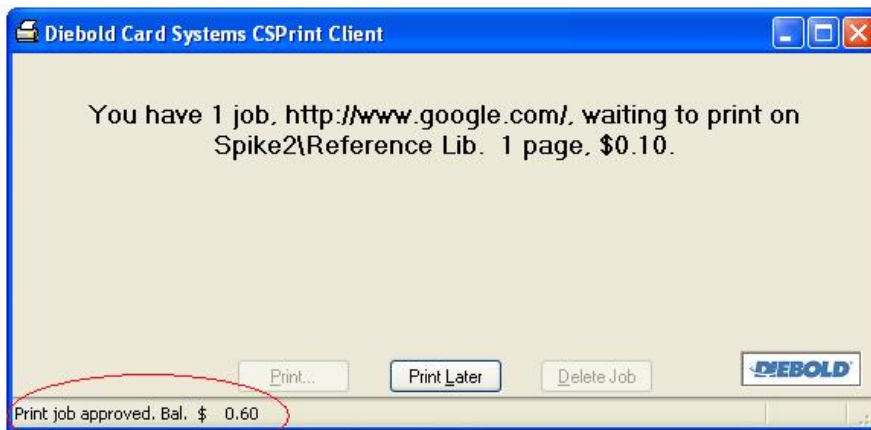 Diebold Card Systems CSPrint Client
You have 1 job, http://www.google.com/, waiting to print on
Spike2\Reference Lib. 1 page, $0.10.
Print...
Print Later
Delete Job
DIEBOLD
Print job approved. Bal. $ 0.60